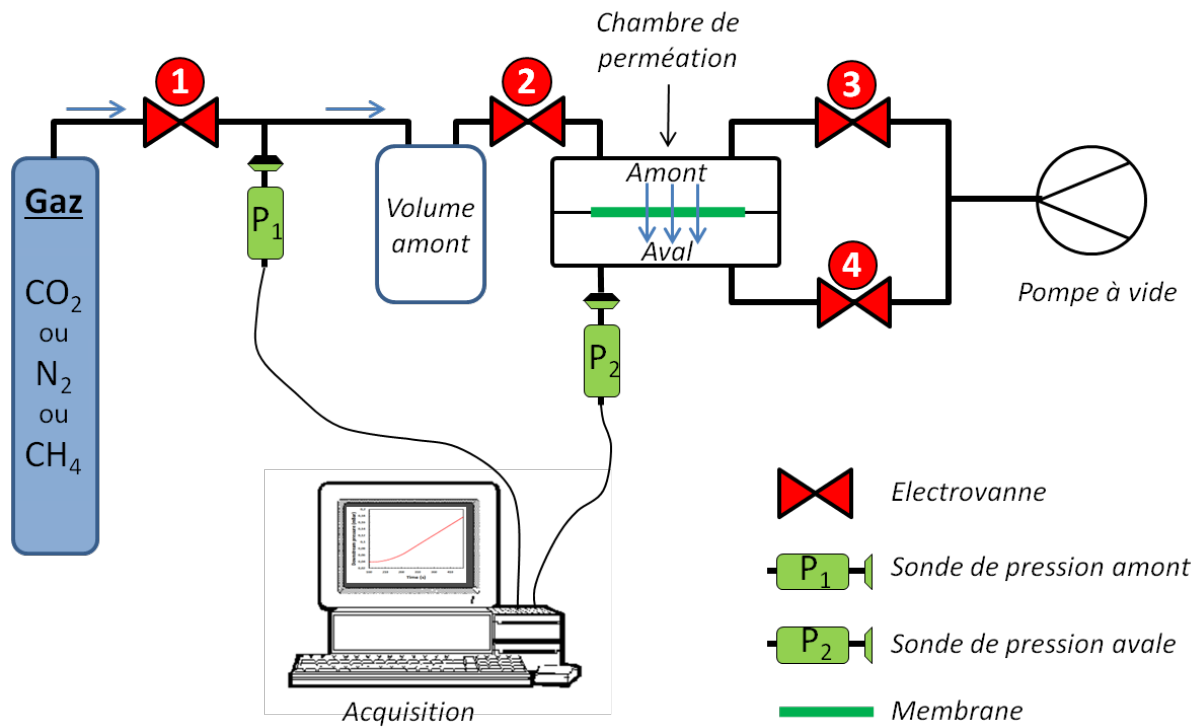 Chambre de
perméation
1
2
3
4
Gaz
CO2
ou
N2
ou
CH4
P1
Volume
amont
Amont
Aval
P2
Pompe à vide
Acquisition
Electrovanne
P1 Sonde de pression amont
P2 Sonde de pression avale
Membrane
Time (s)